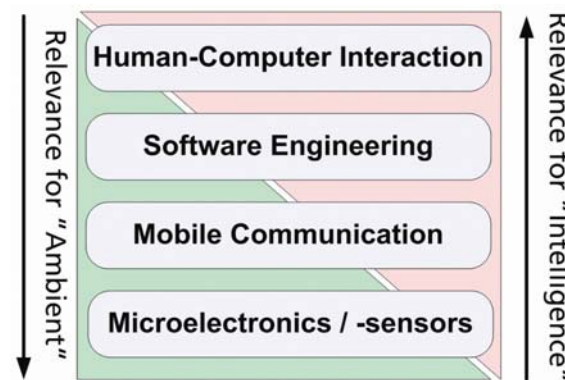 Relevance for "Ambient"
Human-Computer Interaction
Software Engineering
Mobile Communication
Microelectronics / -sensors
Relevance for "Intelligence"